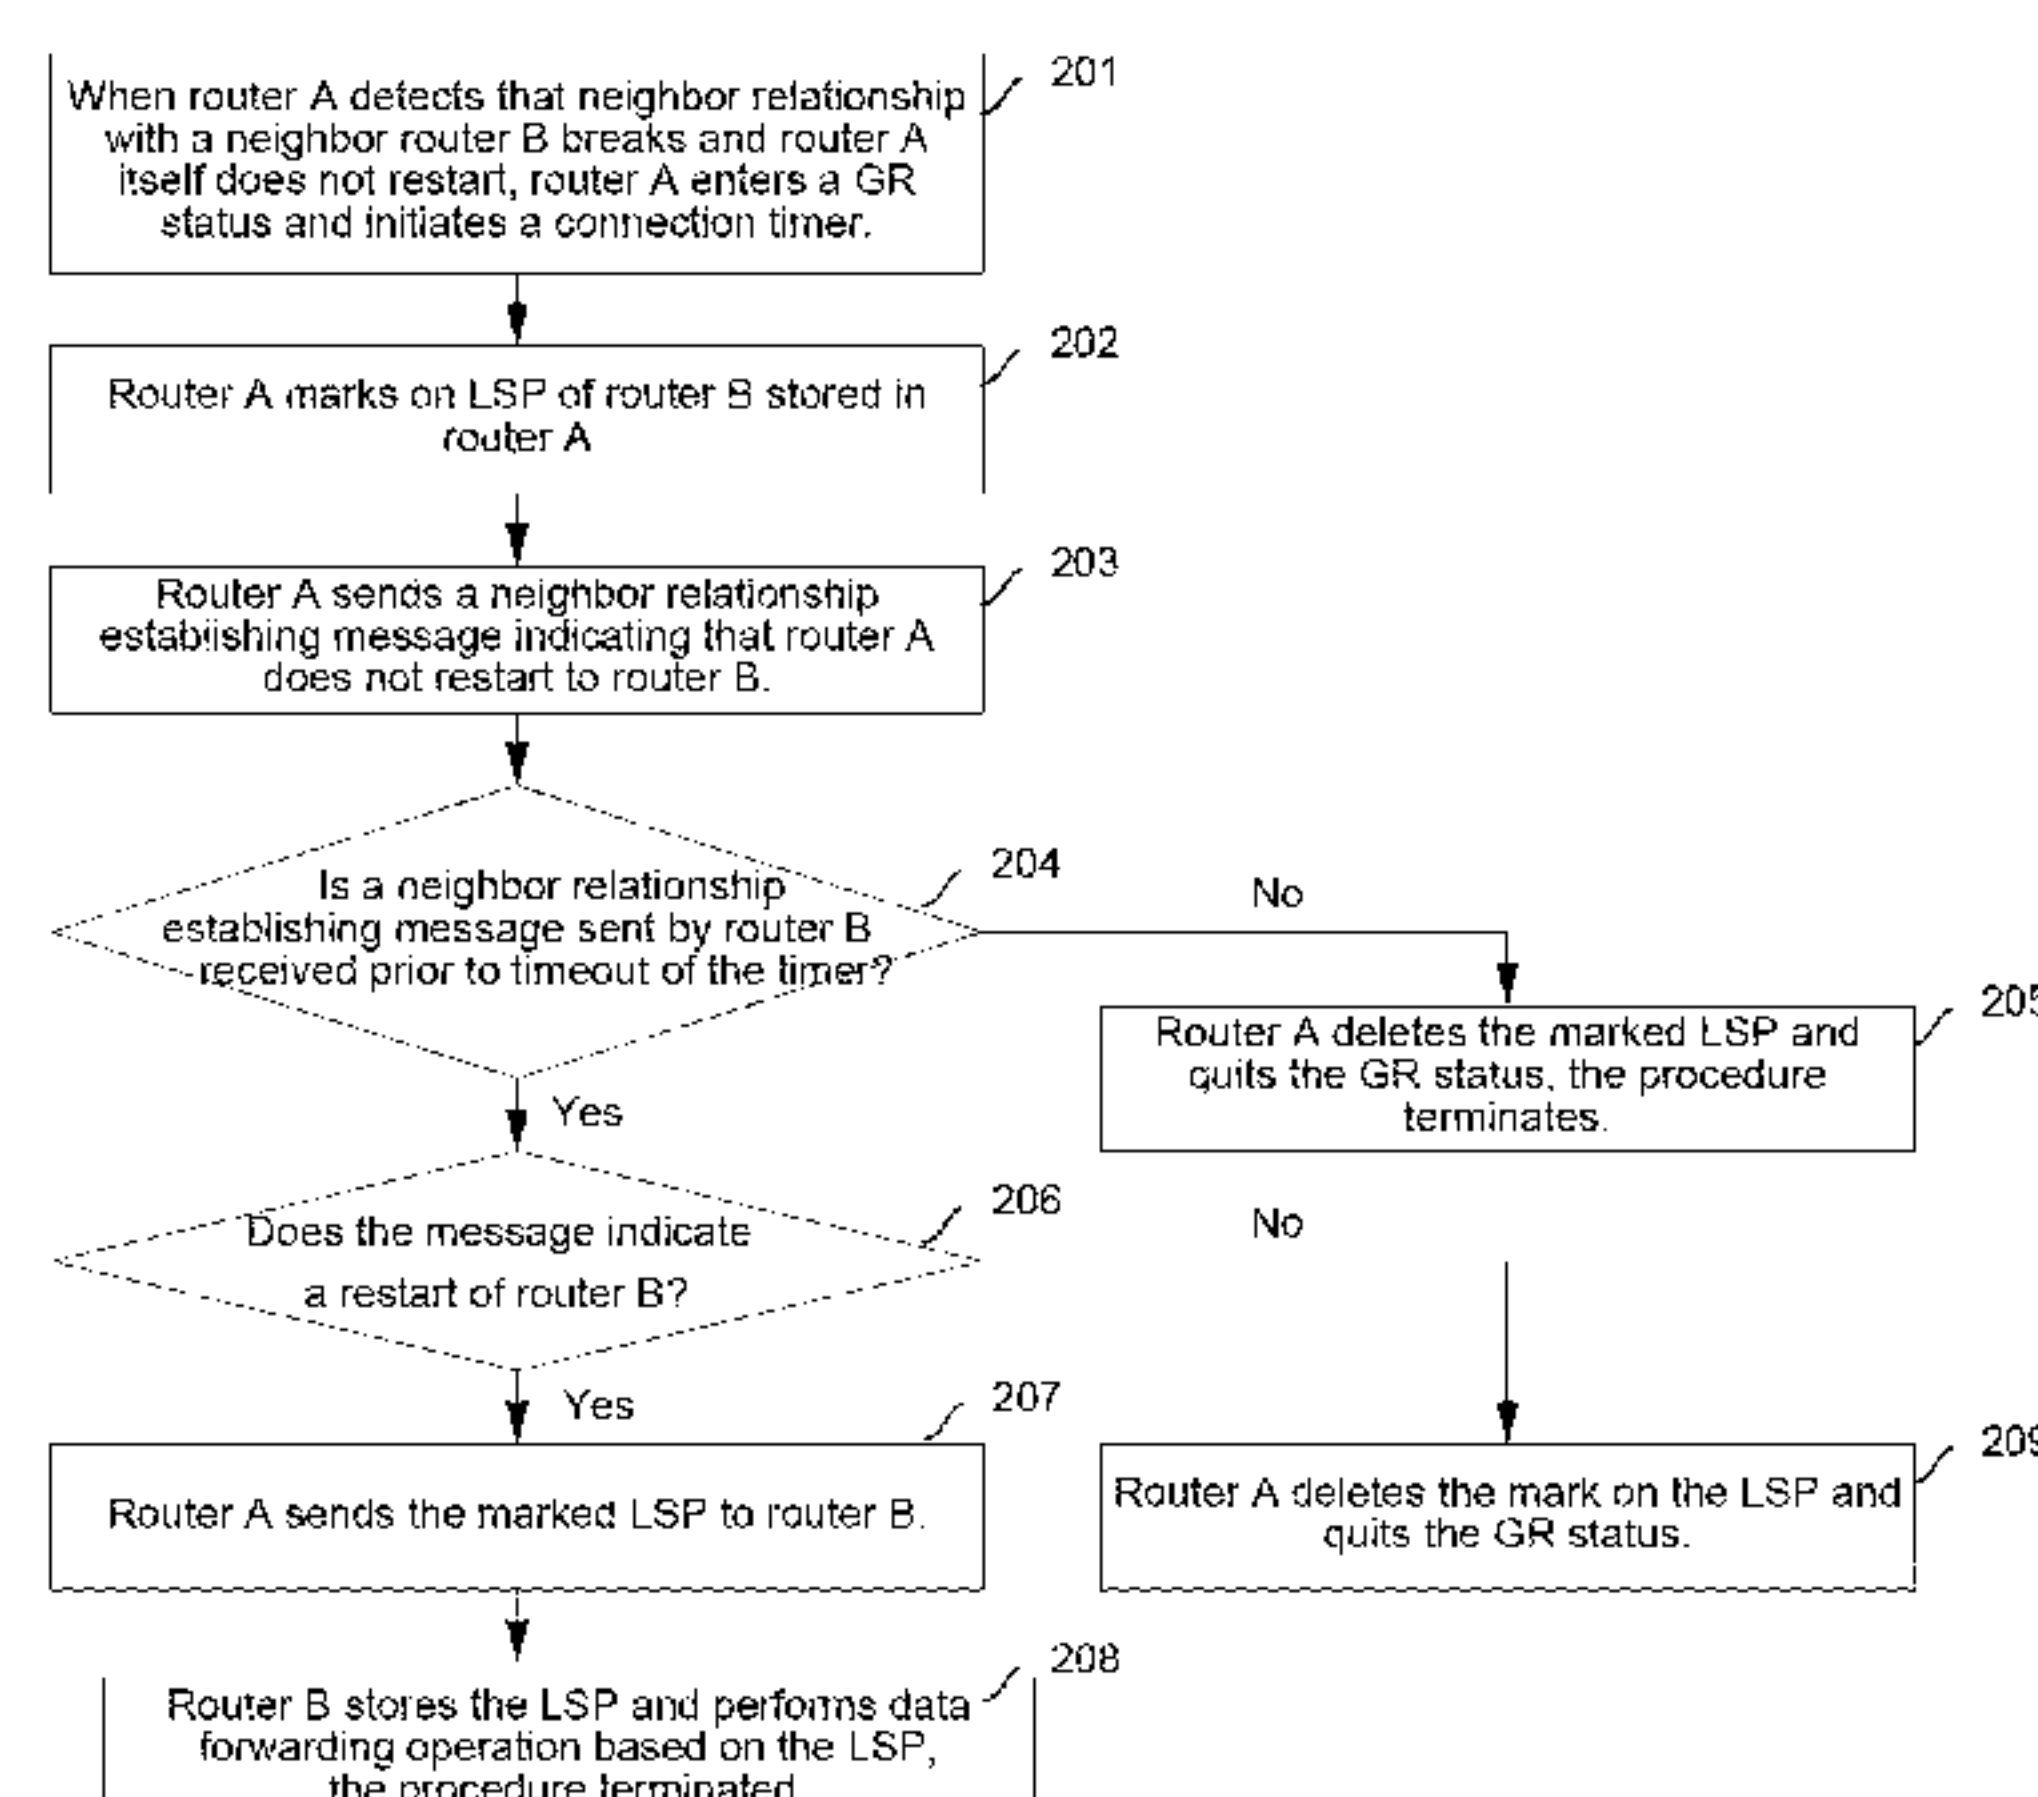 201
When router A detects that neighbor relationship
with a neighbor router B breaks and router A
itself does not restart, router A enters a GR
status and initiates a connection timer.
202
Router A marks on LSP of router B stored in
router A
203
Router A sends a neighbor relationship
establishing message indicating that router A
does not restart to router B.
204
Is a neighbor relationship
establishing message sent by router B
received prior to timeout of the timer?
No
205
Router A deletes the marked LSP and
quits the GR status, the procedure
terminates.
Yes
206
Does the message indicate
a restart of router B?
No
Yes
207
Router A sends the marked LSP to router B.
209
Router A deletes the mark on the LSP and
quits the GR status.
208
Router B stores the LSP and performs data
forwarding operation based on the LSP,
the procedure terminated